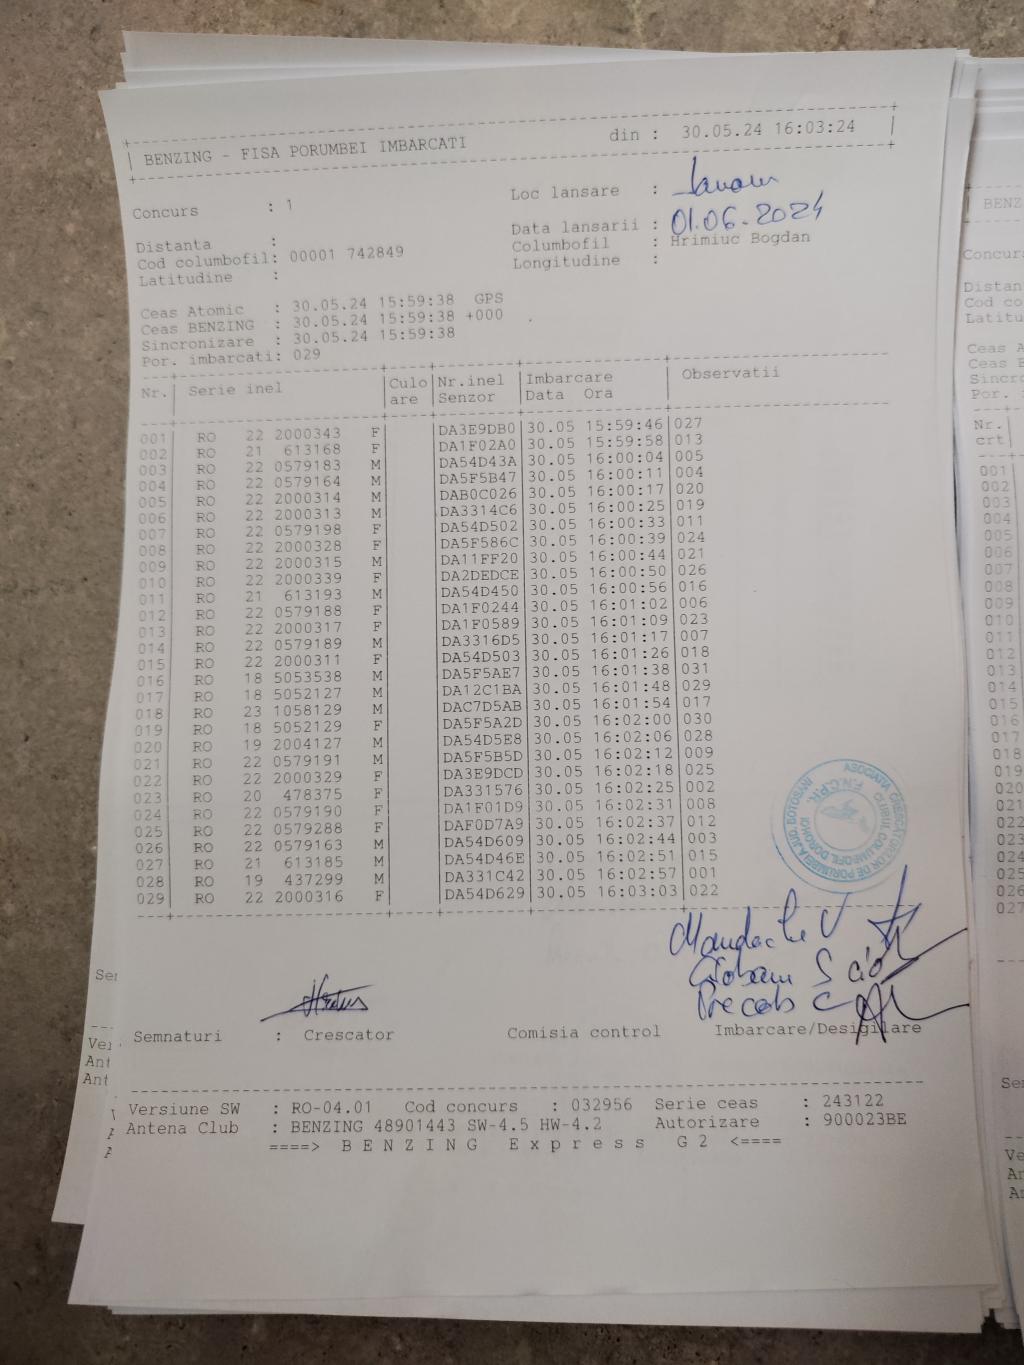 BENZING - FISA PORUMBEI IMBARCATI din : 30.05.24 16:03:24
Concurs : 1 Loc lansare :
Data lansarii : 01.06-2024
Distanta : Columbofil : Hrimiuc Bogdan
Cod columbofil: 00001 742849 Longitudine :
Latitudine :
Ceas Atomic : 30.05.24 15:59:38 GPS
Ceas BENZING : 30.05.24 15:59:38 +000
Sincronizare : 30.05.24 15:59:38
Por. imbarcati: 029
Nr. Serie inel Culo Nr.inel Imbarcare Observatii
are Senzor Data Ora
001 RO 22 2000343 F DA3E9DB0 30.05 15:59:46 027
002 RO 21 613168 F DA1F02A0 30.05 15:59:58 013
003 RO 22 0579183 M DA54D43A 30.05 16:00:04 005
004 RO 22 0579164 M DA5F5B47 30.05 16:00:11 004
005 RO 22 2000314 M DAB0C026 30.05 16:00:17 020
006 RO 22 2000313 M DA3314C6 30.05 16:00:25 019
007 RO 22 0579198 F DA54D502 30.05 16:00:33 011
008 RO 22 2000328 F DA5F586C 30.05 16:00:39 024
009 RO 22 2000315 M DA11FF20 30.05 16:00:44 021
010 RO 22 2000339 F DA2DEDCE 30.05 16:00:50 026
011 RO 21 613193 M DA54D450 30.05 16:00:56 016
012 RO 22 0579188 F DA1F0244 30.05 16:01:02 006
013 RO 22 2000317 F DA1F0589 30.05 16:01:09 023
014 RO 22 0579189 M DA3316D5 30.05 16:01:17 007
015 RO 22 2000311 F DA54D503 30.05 16:01:26 018
016 RO 18 5053538 M DA5F5AE7 30.05 16:01:38 031
017 RO 18 5052127 M DA12C1BA 30.05 16:01:48 029
018 RO 23 1058129 M DAC7D5AB 30.05 16:01:54 017
019 RO 18 5052129 F DA5F5A2D 30.05 16:02:00 030
020 RO 19 2004127 M DA54D5E8 30.05 16:02:06 028
021 RO 22 0579191 M DA5F5B5D 30.05 16:02:12 009
022 RO 22 2000329 F DA3E9DCD 30.05 16:02:18 025
023 RO 20 478375 F DA331576 30.05 16:02:25 002
024 RO 22 0579190 F DA1F01D9 30.05 16:02:31 008
025 RO 22 0579288 F DAF0D7A9 30.05 16:02:37 012
026 RO 22 0579163 M DA54D609 30.05 16:02:44 003
027 RO 21 613185 M DA54D46E 30.05 16:02:51 015
028 RO 19 437299 M DA331C42 30.05 16:02:57 001
029 RO 22 2000316 F DA54D629 30.05 16:03:03 022
ASOCIATIA CRESCATORILOR DE PORUMBEI A JUD. BOTOSANI
F.N.C.P.R.
CLUBUL COLUMBOFIL DOROHOI
Semnaturi : Crescator Comisia control Imbarcare/Desigilare
Versiune SW : RO-04.01 Cod concurs : 032956 Serie ceas : 243122
Antena Club : BENZING 48901443 SW-4.5 HW-4.2 Autorizare : 900023BE
====> B E N Z I N G E x p r e s s G 2 <====